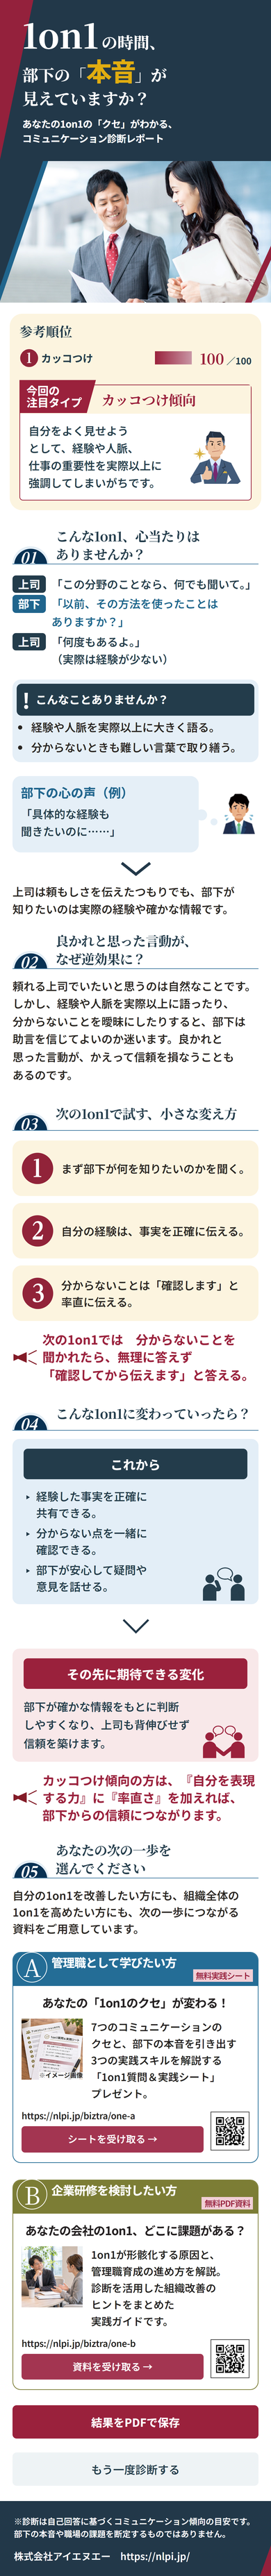 1on1の時間、
部下の「本音」が
見えていますか？
あなたの1on1の「クセ」がわかる、
コミュニケーション診断レポート
参考順位
1 カッコつけ 100／100
今回の
注目タイプ
カッコつけ傾向
自分をよく見せよう
として、経験や人脈、
仕事の重要性を実際以上に
強調してしまいがちです。
01
こんな1on1、心当たりは
ありませんか？
上司 「この分野のことなら、何でも聞いて。」
部下 「以前、その方法を使ったことは
ありますか？」
上司 「何度もあるよ。」
（実際は経験が少ない）
! こんなことありませんか？
• 経験や人脈を実際以上に大きく語る。
• 分からないときも難しい言葉で取り繕う。
部下の心の声（例）
「具体的な経験も
聞きたいのに……」
上司は頼もしさを伝えたつもりでも、部下が
知りたいのは実際の経験や確かな情報です。
02
良かれと思った言動が、
なぜ逆効果に？
頼れる上司でいたいと思うのは自然なことです。
しかし、経験や人脈を実際以上に語ったり、
分からないことを曖昧にしたりすると、部下は
助言を信じてよいのか迷います。良かれと
思った言動が、かえって信頼を損なうことも
あるのです。
03
次の1on1で試す、小さな変え方
1 まず部下が何を知りたいのかを聞く。
2 自分の経験は、事実を正確に伝える。
3 分からないことは「確認します」と
率直に伝える。
次の1on1では　分からないことを
聞かれたら、無理に答えず
「確認してから伝えます」と答える。
04
こんな1on1に変わっていったら？
これから
▸ 経験した事実を正確に
共有できる。
▸ 分からない点を一緒に
確認できる。
▸ 部下が安心して疑問や
意見を話せる。
その先に期待できる変化
部下が確かな情報をもとに判断
しやすくなり、上司も背伸びせず
信頼を築けます。
カッコつけ傾向の方は、『自分を表現
する力』に『率直さ』を加えれば、
部下からの信頼につながります。
05
あなたの次の一歩を
選んでください
自分の1on1を改善したい方にも、組織全体の
1on1を高めたい方にも、次の一歩につながる
資料をご用意しています。
A 管理職として学びたい方
無料実践シート
あなたの「1on1のクセ」が変わる！
7つのコミュニケーションの
クセと、部下の本音を引き出す
3つの実践スキルを解説する
「1on1質問＆実践シート」
プレゼント。
※イメージ画像
https://nlpi.jp/biztra/one-a
シートを受け取る →
B 企業研修を検討したい方
無料PDF資料
あなたの会社の1on1、どこに課題がある？
1on1が形骸化する原因と、
管理職育成の進め方を解説。
診断を活用した組織改善の
ヒントをまとめた
実践ガイドです。
https://nlpi.jp/biztra/one-b
資料を受け取る →
結果をPDFで保存
もう一度診断する
※診断は自己回答に基づくコミュニケーション傾向の目安です。
部下の本音や職場の課題を断定するものではありません。
株式会社アイエヌエー　https://nlpi.jp/